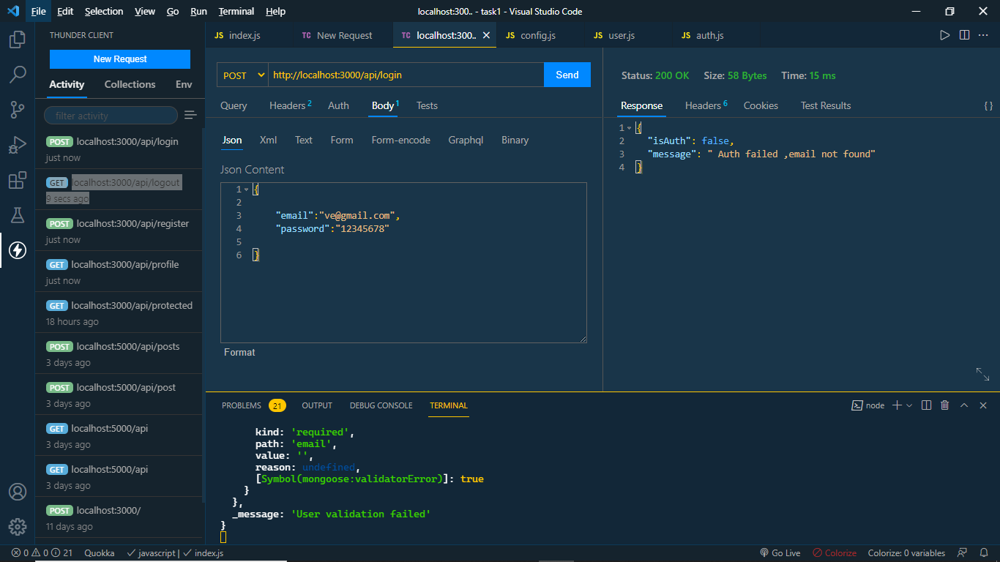 File Edit Selection View Go Run Terminal Help localhost:300.. - task1 - Visual Studio Code
THUNDER CLIENT
New Request
Activity Collections Env
filter activity
POST localhost:3000/api/login
just now
GET localhost:3000/api/logout
9 secs ago
POST localhost:3000/api/register
just now
GET localhost:3000/api/profile
just now
GET localhost:3000/api/protected
18 hours ago
POST localhost:5000/api/posts
3 days ago
POST localhost:5000/api/post
3 days ago
GET localhost:5000/api
3 days ago
GET localhost:5000/api
3 days ago
POST localhost:3000/
11 days ago
JS index.js TC New Request TC localhost:300.. JS config.js JS user.js JS auth.js
POST http://localhost:3000/api/login Send
Query Headers 2 Auth Body 1 Tests
Json Xml Text Form Form-encode Graphql Binary
Json Content
1 {
2
3 "email":"ve@gmail.com",
4 "password":"12345678"
5
6 }
Format
Status: 200 OK Size: 58 Bytes Time: 15 ms
Response Headers 6 Cookies Test Results { }
1 {
2 "isAuth": false,
3 "message": " Auth failed ,email not found"
4 }
PROBLEMS 21 OUTPUT DEBUG CONSOLE TERMINAL node
kind: 'required',
path: 'email',
value: '',
reason: undefined,
[Symbol(mongoose:validatorError)]: true
}
},
_message: 'User validation failed'
}
0 0 21 Quokka javascript | index.js Go Live Colorize Colorize: 0 variables